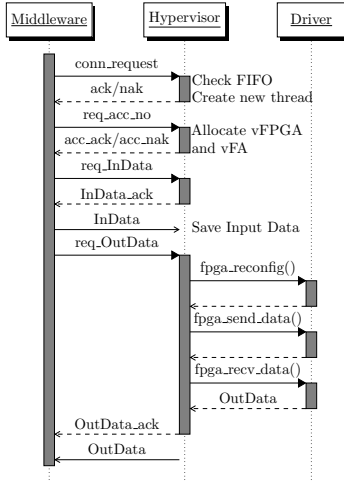 Middleware
Hypervisor
Driver
conn_request
Check FIFO
ack/nak
Create new thread
req_acc_no
Allocate vFPGA
acc_ack/acc_nak
and vFA
req_InData
InData_ack
InData
Save Input Data
req_OutData
fpga_reconfig()
fpga_send_data()
fpga_recv_data()
OutData
OutData_ack
OutData